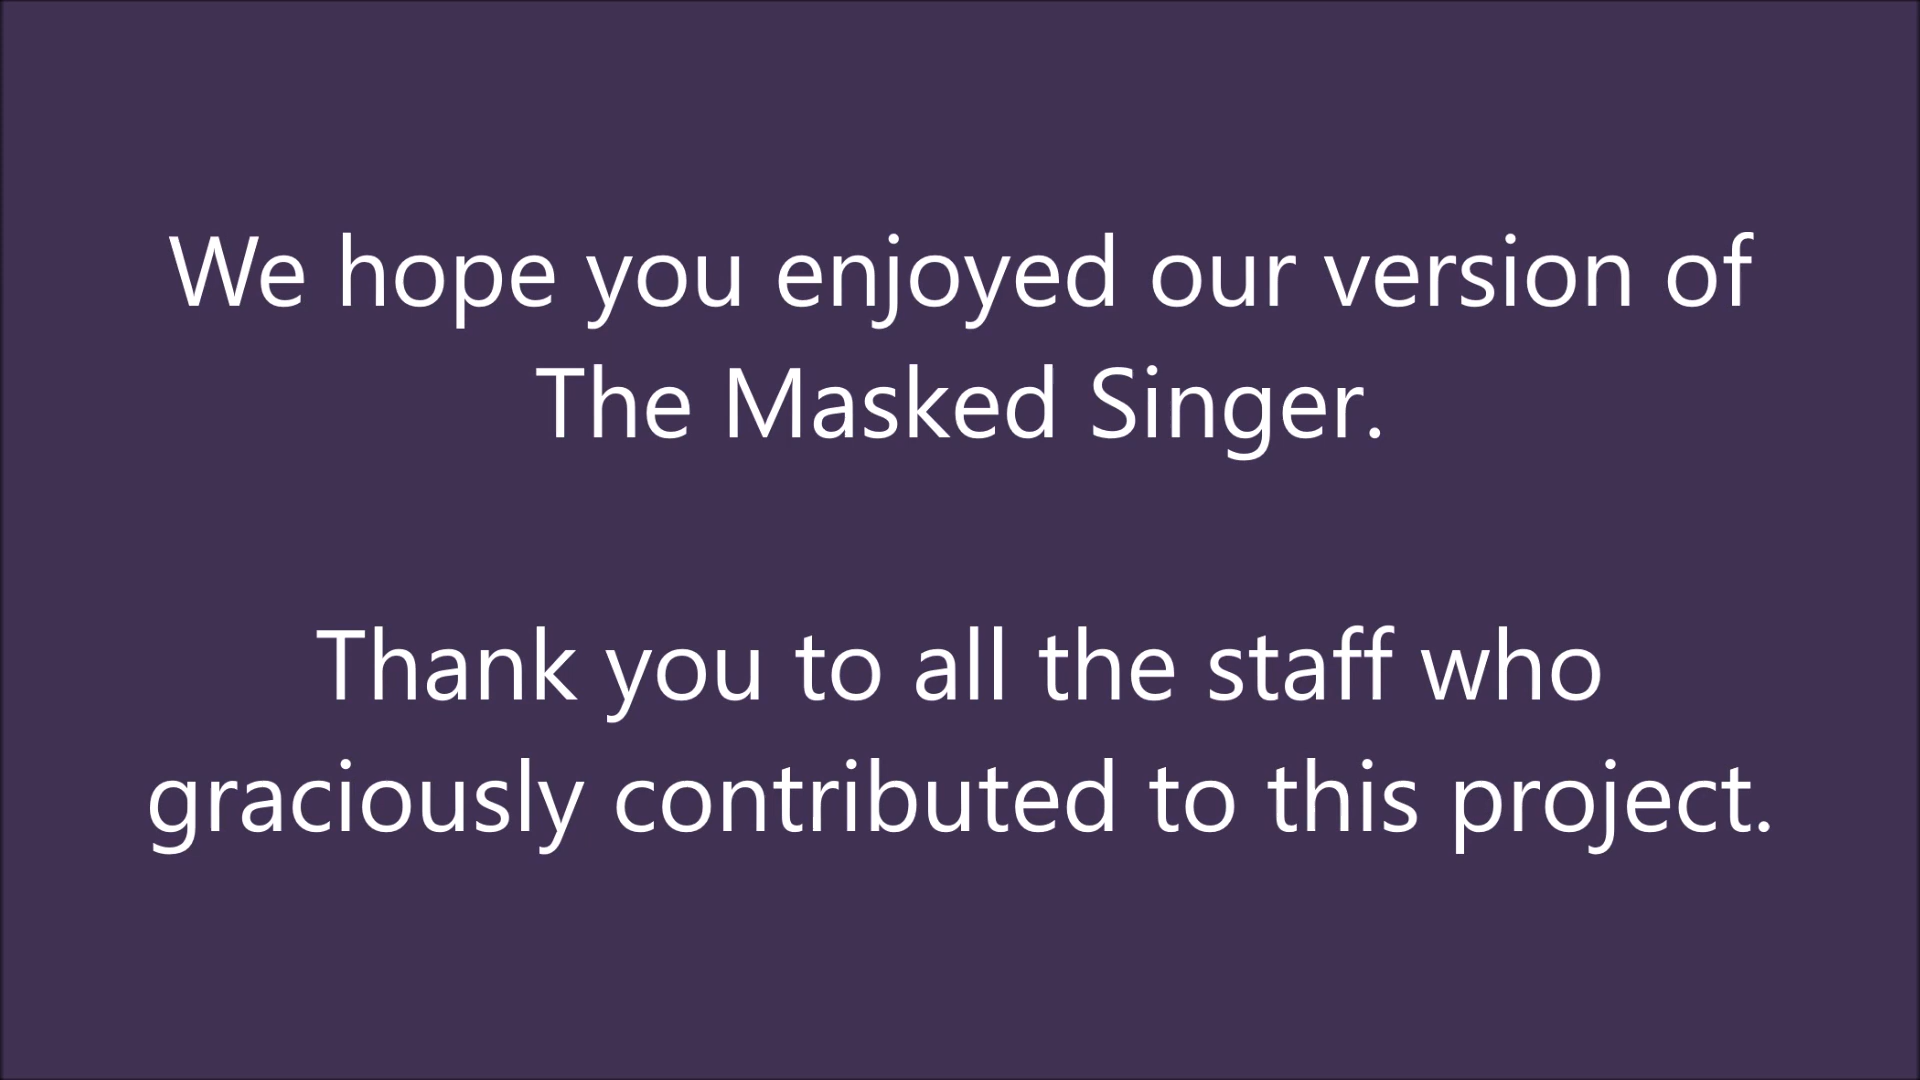 We hope you enjoyed our version of
The Masked Singer.
Thank you to all the staff who
graciously contributed to this project.